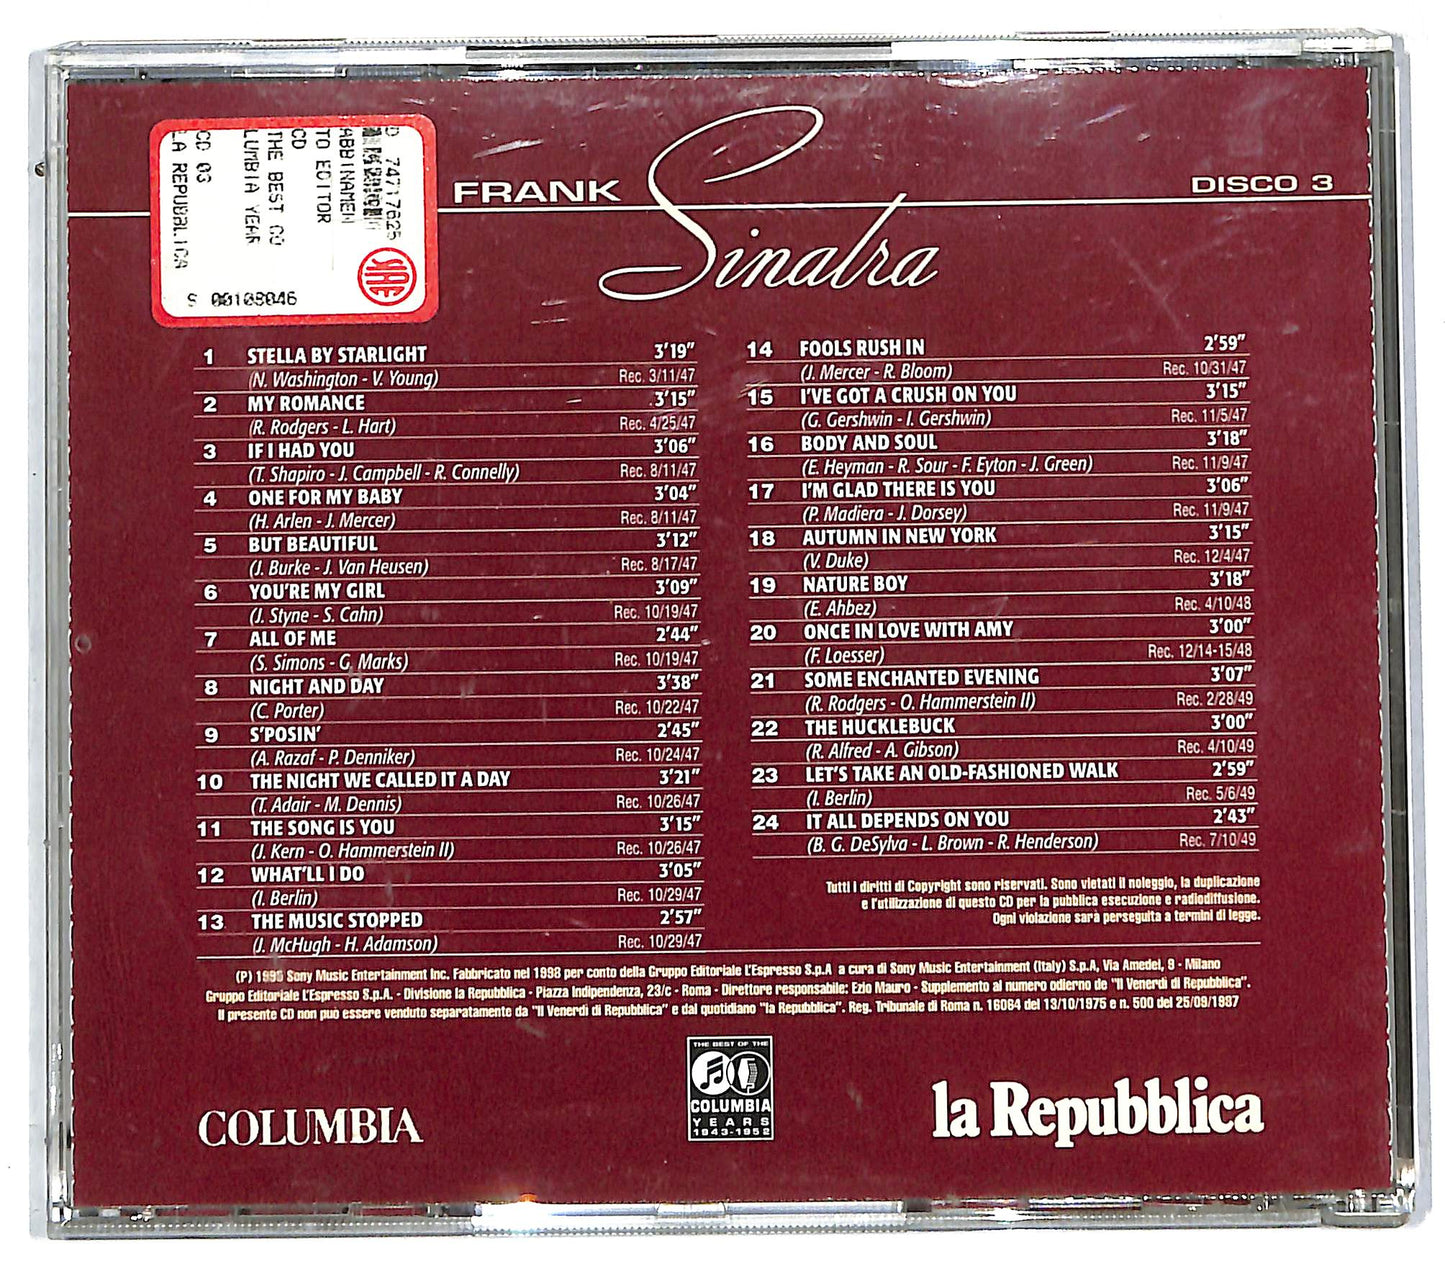 FRANK
Sinatra
DISCO 3
D 74717625
ABBINAMEN
TO EDITOR
CD
THE BEST CO
LUMBIA YEAR
CD 03
LA REPUBBLICA
SIAE
S 00108046
1 STELLA BY STARLIGHT 3'19"
(N. Washington - V. Young) Rec. 3/11/47
2 MY ROMANCE 3'15"
(R. Rodgers - L. Hart) Rec. 4/25/47
3 IF I HAD YOU 3'06"
(T. Shapiro - J. Campbell - R. Connelly) Rec. 8/11/47
4 ONE FOR MY BABY 3'04"
(H. Arlen - J. Mercer) Rec. 8/11/47
5 BUT BEAUTIFUL 3'12"
(J. Burke - J. Van Heusen) Rec. 8/17/47
6 YOU'RE MY GIRL 3'09"
(J. Styne - S. Cahn) Rec. 10/19/47
7 ALL OF ME 2'44"
(S. Simons - G. Marks) Rec. 10/19/47
8 NIGHT AND DAY 3'38"
(C. Porter) Rec. 10/22/47
9 S'POSIN' 2'45"
(A. Razaf - P. Denniker) Rec. 10/24/47
10 THE NIGHT WE CALLED IT A DAY 3'21"
(T. Adair - M. Dennis) Rec. 10/26/47
11 THE SONG IS YOU 3'15"
(J. Kern - O. Hammerstein II) Rec. 10/26/47
12 WHAT'LL I DO 3'05"
(I. Berlin) Rec. 10/29/47
13 THE MUSIC STOPPED 2'57"
(J. McHugh - H. Adamson) Rec. 10/29/47
14 FOOLS RUSH IN 2'59"
(J. Mercer - R. Bloom) Rec. 10/31/47
15 I'VE GOT A CRUSH ON YOU 3'15"
(G. Gershwin - I. Gershwin) Rec. 11/5/47
16 BODY AND SOUL 3'18"
(E. Heyman - R. Sour - F. Eyton - J. Green) Rec. 11/9/47
17 I'M GLAD THERE IS YOU 3'06"
(P. Madiera - J. Dorsey) Rec. 11/9/47
18 AUTUMN IN NEW YORK 3'15"
(V. Duke) Rec. 12/4/47
19 NATURE BOY 3'18"
(E. Ahbez) Rec. 4/10/48
20 ONCE IN LOVE WITH AMY 3'00"
(F. Loesser) Rec. 12/14-15/48
21 SOME ENCHANTED EVENING 3'07"
(R. Rodgers - O. Hammerstein II) Rec. 2/28/49
22 THE HUCKLEBUCK 3'00"
(R. Alfred - A. Gibson) Rec. 4/10/49
23 LET'S TAKE AN OLD-FASHIONED WALK 2'59"
(I. Berlin) Rec. 5/6/49
24 IT ALL DEPENDS ON YOU 2'43"
(B. G. DeSylva - L. Brown - R. Henderson) Rec. 7/10/49
Tutti i diritti di Copyright sono riservati. Sono vietati il noleggio, la duplicazione
e l'utilizzazione di questo CD per la pubblica esecuzione e radiodiffusione.
Ogni violazione sarà perseguita a termini di legge.
(P) Sony Music Entertainment Inc. Fabbricato nel 1998 per conto della Gruppo Editoriale L'Espresso S.p.A a cura di Sony Music Entertainment (Italy) S.p.A, Via Amedei, 9 - Milano
Gruppo Editoriale L'Espresso S.p.A. - Divisione la Repubblica - Piazza Indipendenza, 23/c - Roma - Direttore responsabile: Ezio Mauro - Supplemento al numero odierno de "Il Venerdì di Repubblica".
Il presente CD non può essere venduto separatamente da "Il Venerdì di Repubblica" e dal quotidiano "la Repubblica". Reg. Tribunale di Roma n. 16064 del 13/10/1975 e n. 500 del 25/09/1987
COLUMBIA
THE BEST OF THE
COLUMBIA
YEARS
1943-1952
la Repubblica